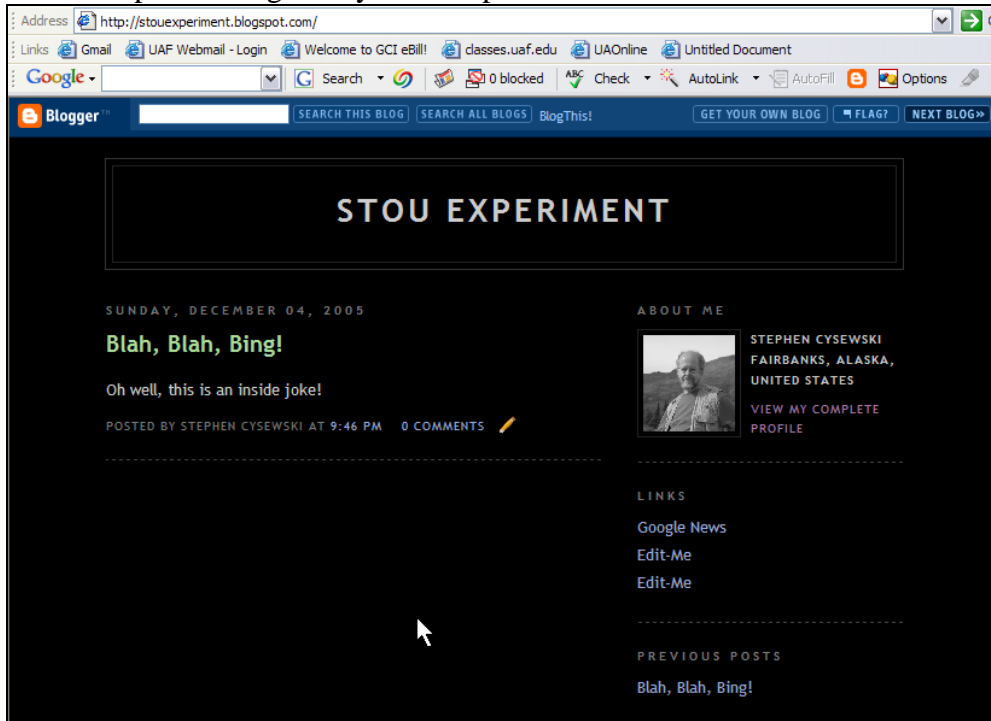 Address http://stouexperiment.blogspot.com/
Links Gmail UAF Webmail - Login Welcome to GCI eBill! classes.uaf.edu UAOnline Untitled Document
Google Search 0 blocked ABC Check AutoLink AutoFill Options
Blogger™ SEARCH THIS BLOG SEARCH ALL BLOGS BlogThis! GET YOUR OWN BLOG FLAG? NEXT BLOG»
STOU EXPERIMENT
SUNDAY, DECEMBER 04, 2005
Blah, Blah, Bing!
Oh well, this is an inside joke!
POSTED BY STEPHEN CYSEWSKI AT 9:46 PM 0 COMMENTS
ABOUT ME
STEPHEN CYSEWSKI
FAIRBANKS, ALASKA,
UNITED STATES
VIEW MY COMPLETE
PROFILE
LINKS
Google News
Edit-Me
Edit-Me
PREVIOUS POSTS
Blah, Blah, Bing!